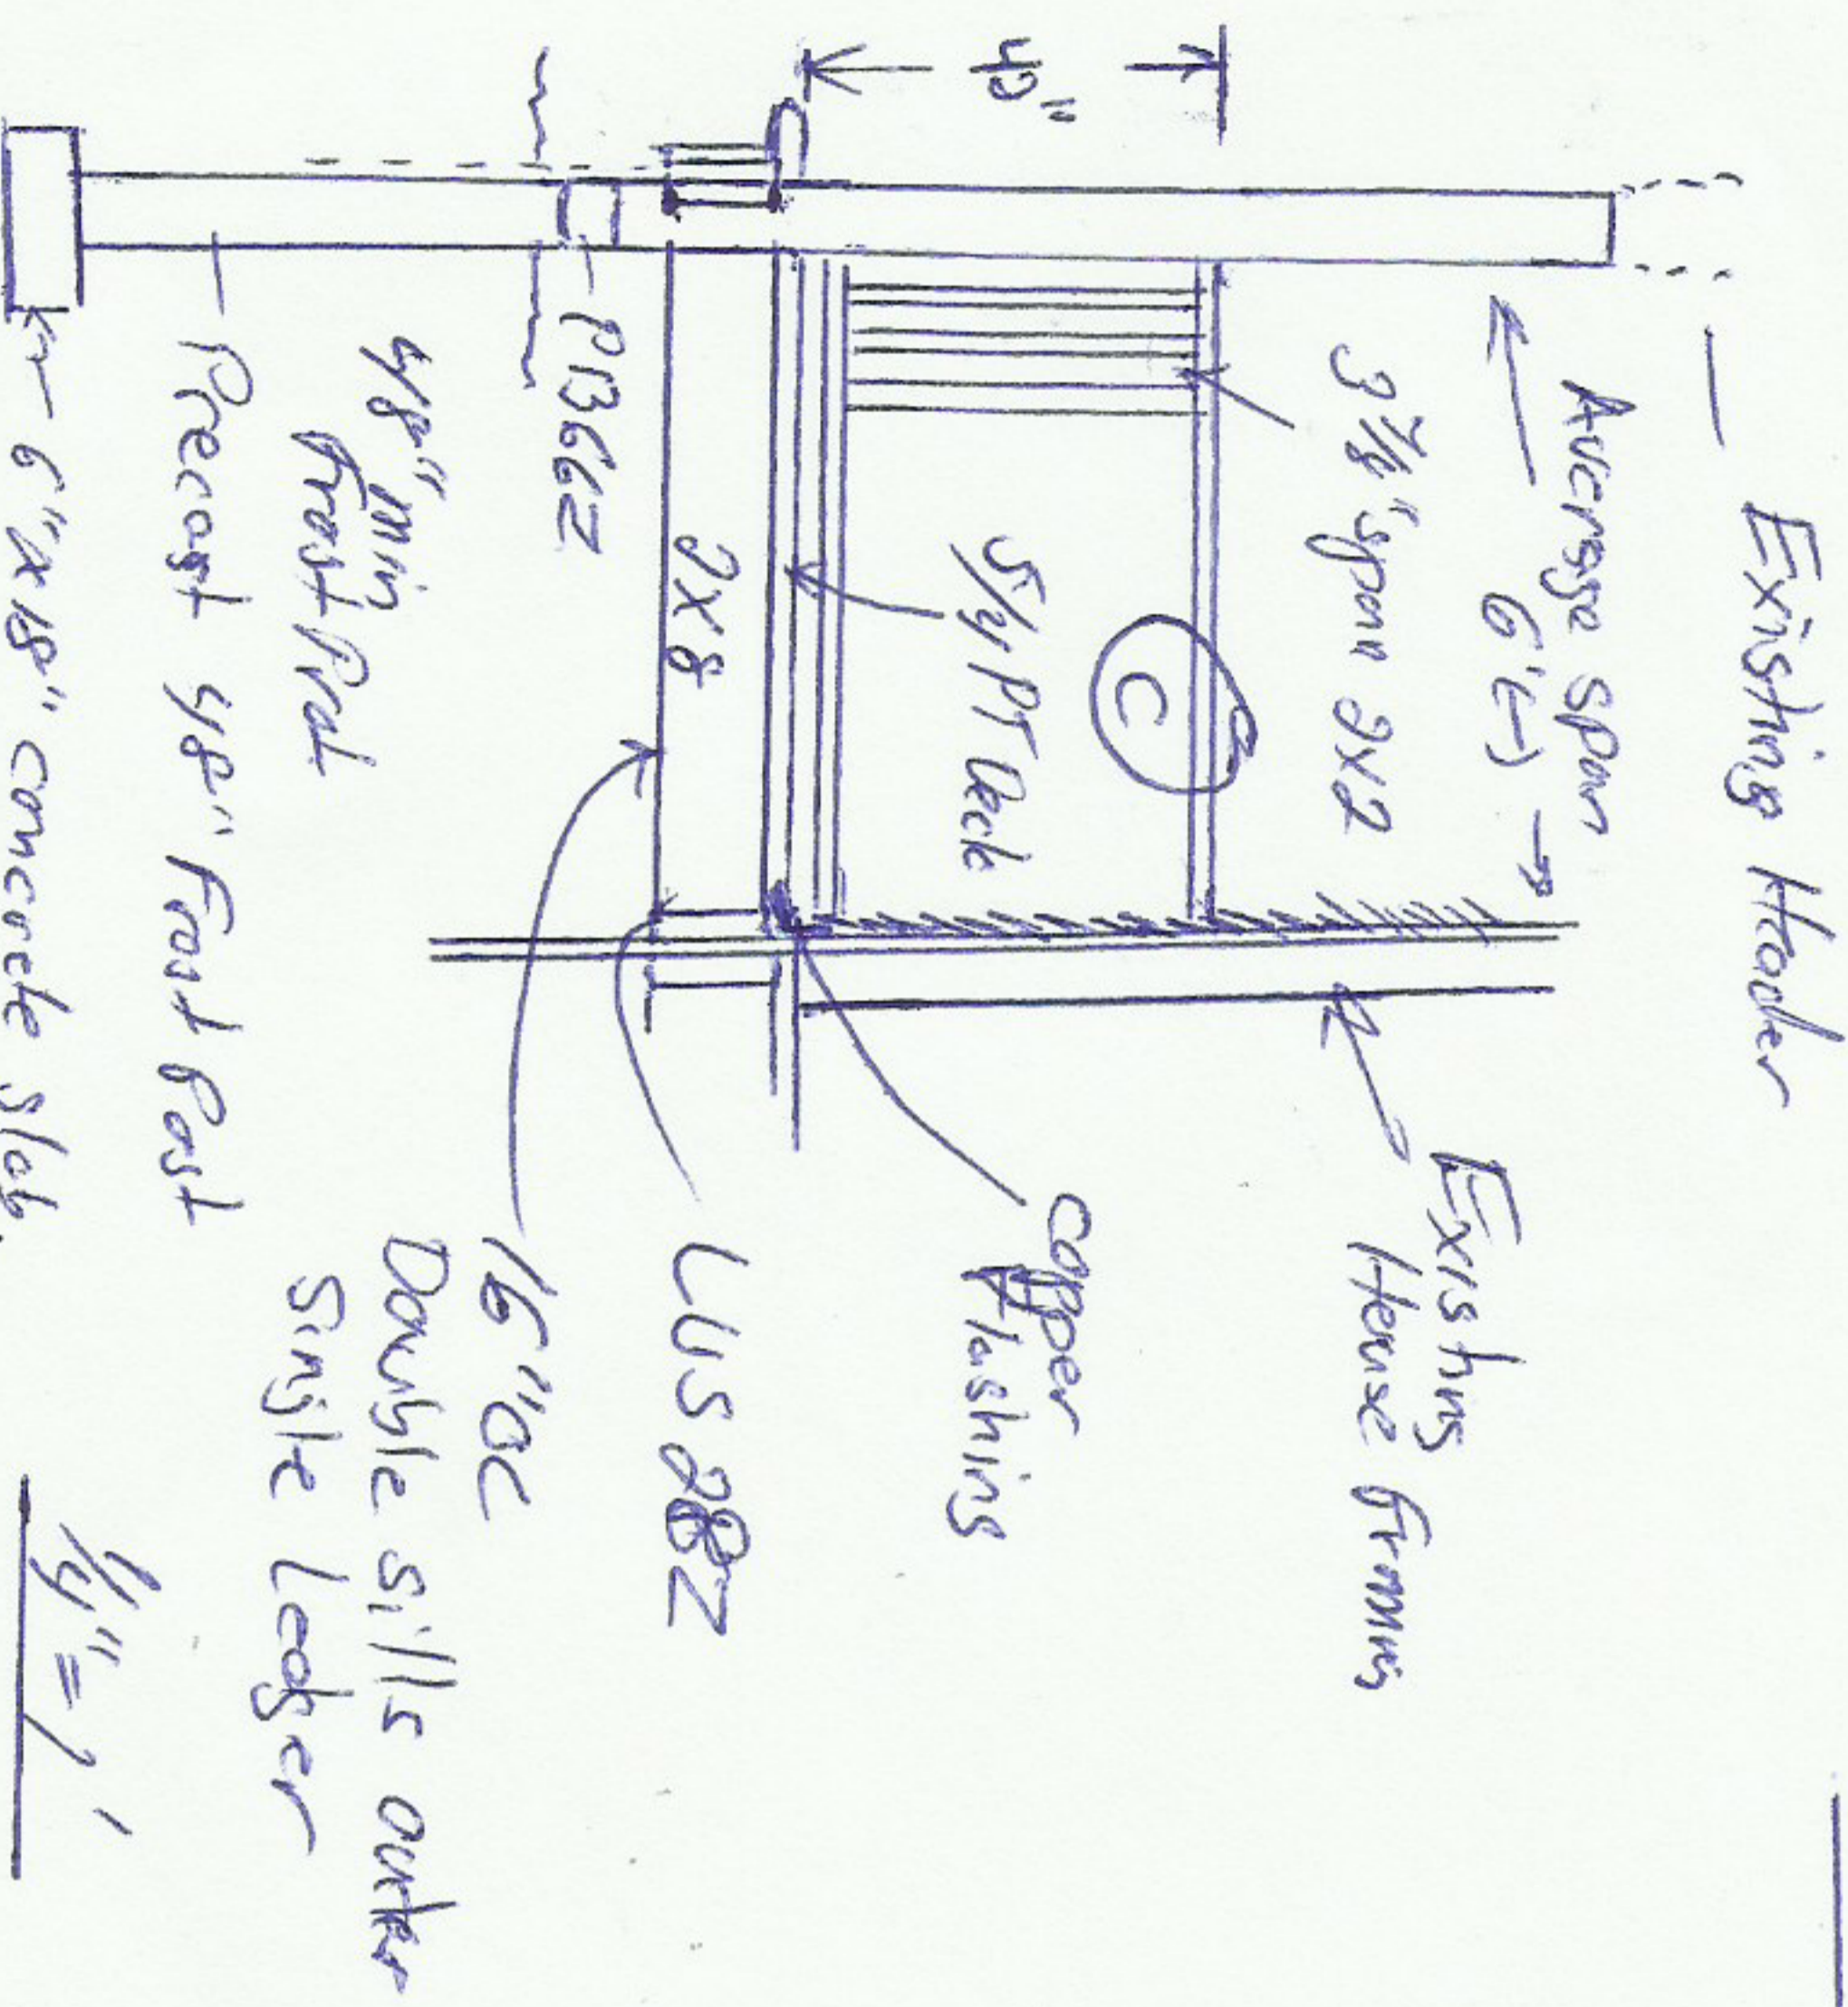 Existing Header
Average Span
6' (-) →
3 7/8" span 2x2
Existing
House framing
40"
C
copper
flashing
5/4 PT Deck
2x8
LUS 28Z
PB66Z
16" OC
Double sills outer
Single Ledger
48" min
frost Prot
Precast 48" Frost Post
6" x 18" concrete slab.
1/4" = 1'